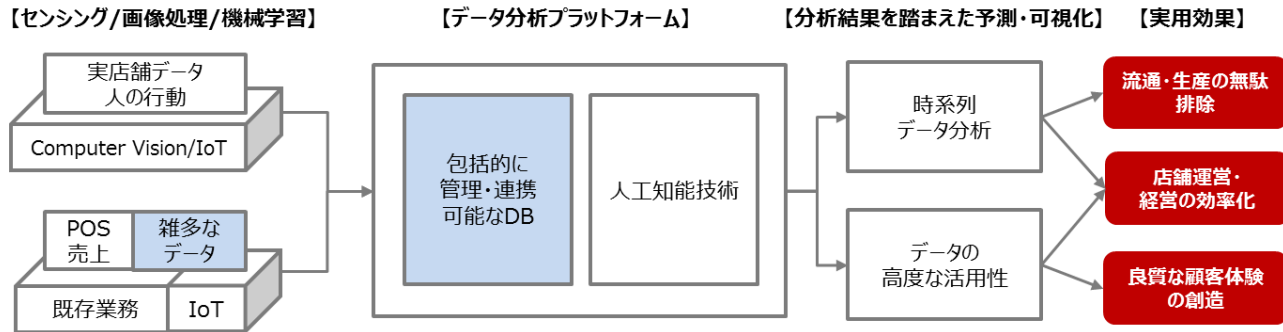 【センシング/画像処理/機械学習】
【データ分析プラットフォーム】
【分析結果を踏まえた予測・可視化】
【実用効果】
実店舗データ
人の行動
Computer Vision/IoT
POS
売上
雑多な
データ
既存業務
IoT
包括的に
管理・連携
可能なDB
人工知能技術
時系列
データ分析
データの
高度な活用性
流通・生産の無駄
排除
店舗運営・
経営の効率化
良質な顧客体験
の創造